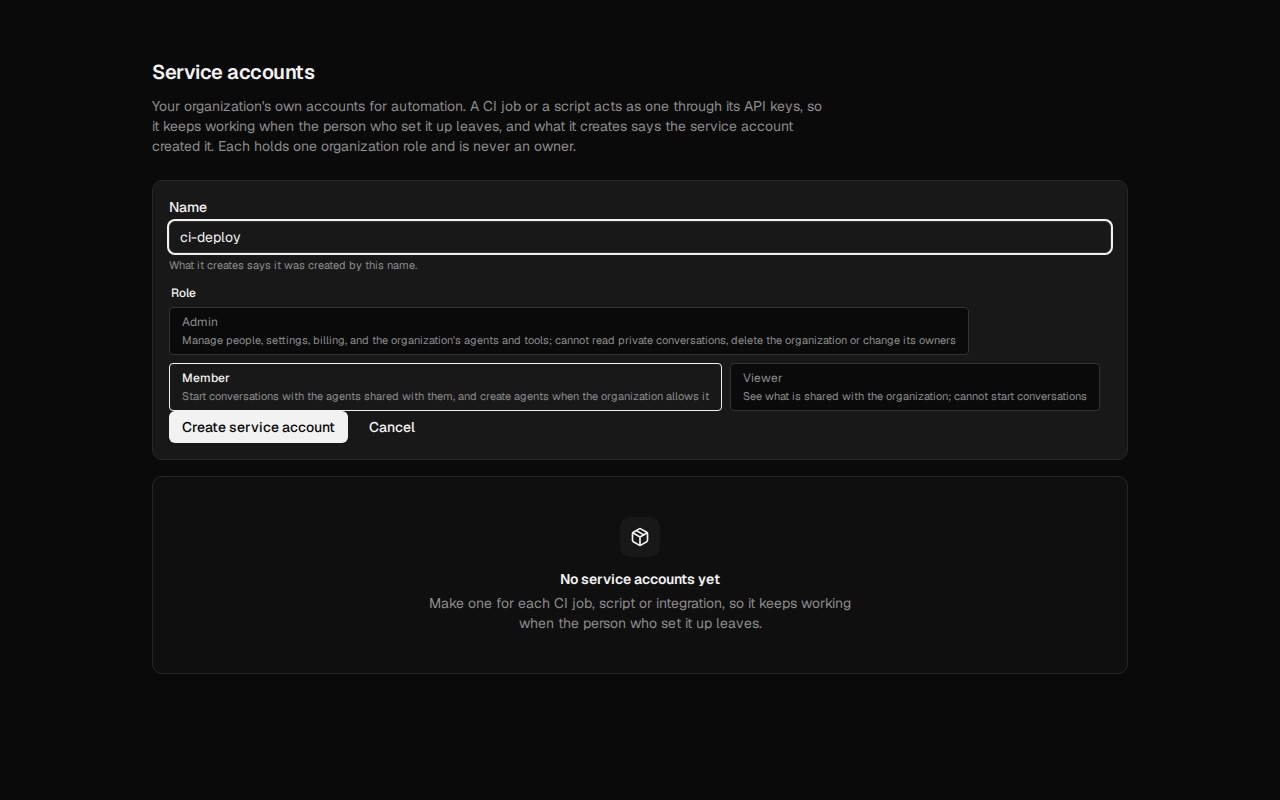 Service accounts
Your organization's own accounts for automation. A CI job or a script acts as one through its API keys, so
it keeps working when the person who set it up leaves, and what it creates says the service account
created it. Each holds one organization role and is never an owner.
Name
ci-deploy
What it creates says it was created by this name.
Role
Admin
Manage people, settings, billing, and the organization's agents and tools; cannot read private conversations, delete the organization or change its owners
Member
Start conversations with the agents shared with them, and create agents when the organization allows it
Viewer
See what is shared with the organization; cannot start conversations
Create service account
Cancel
No service accounts yet
Make one for each CI job, script or integration, so it keeps working
when the person who set it up leaves.